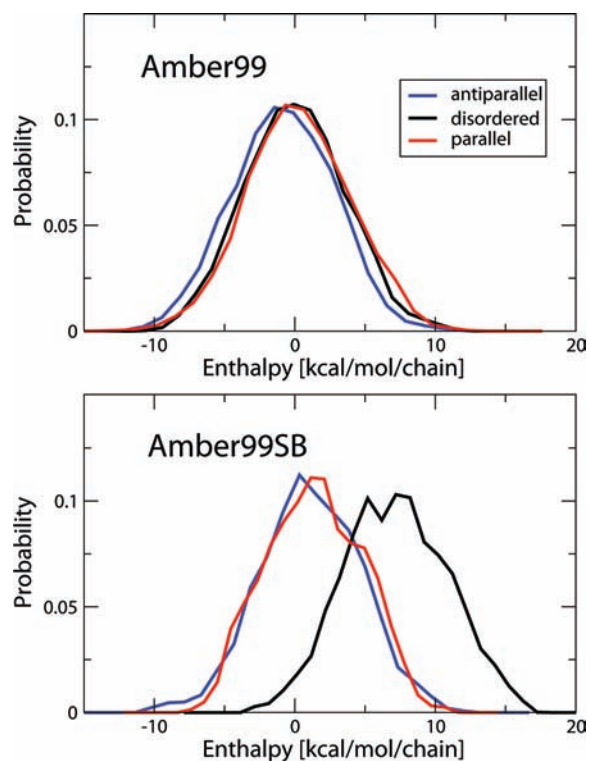 Amber99
antiparallel
disordered
parallel
0.1
0.05
0
Probability
-10
0
10
20
Enthalpy [kcal/mol/chain]
Amber99SB
0.1
0.05
0
Probability
-10
0
10
20
Enthalpy [kcal/mol/chain]